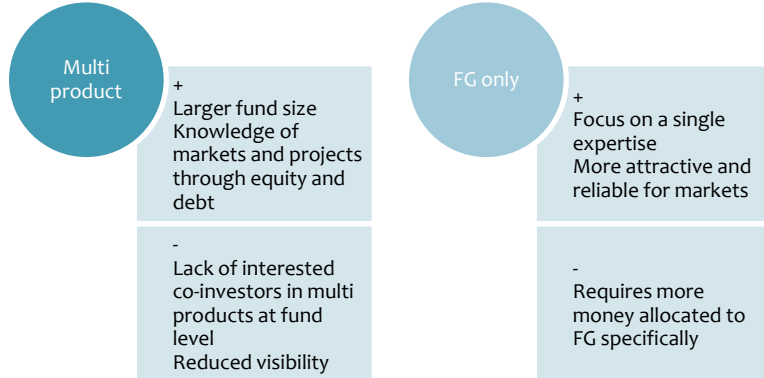 Multi
product
+
Larger fund size
Knowledge of
markets and projects
through equity and
debt
-
Lack of interested
co-investors in multi
products at fund
level
Reduced visibility
FG only
+
Focus on a single
expertise
More attractive and
reliable for markets
-
Requires more
money allocated to
FG specifically